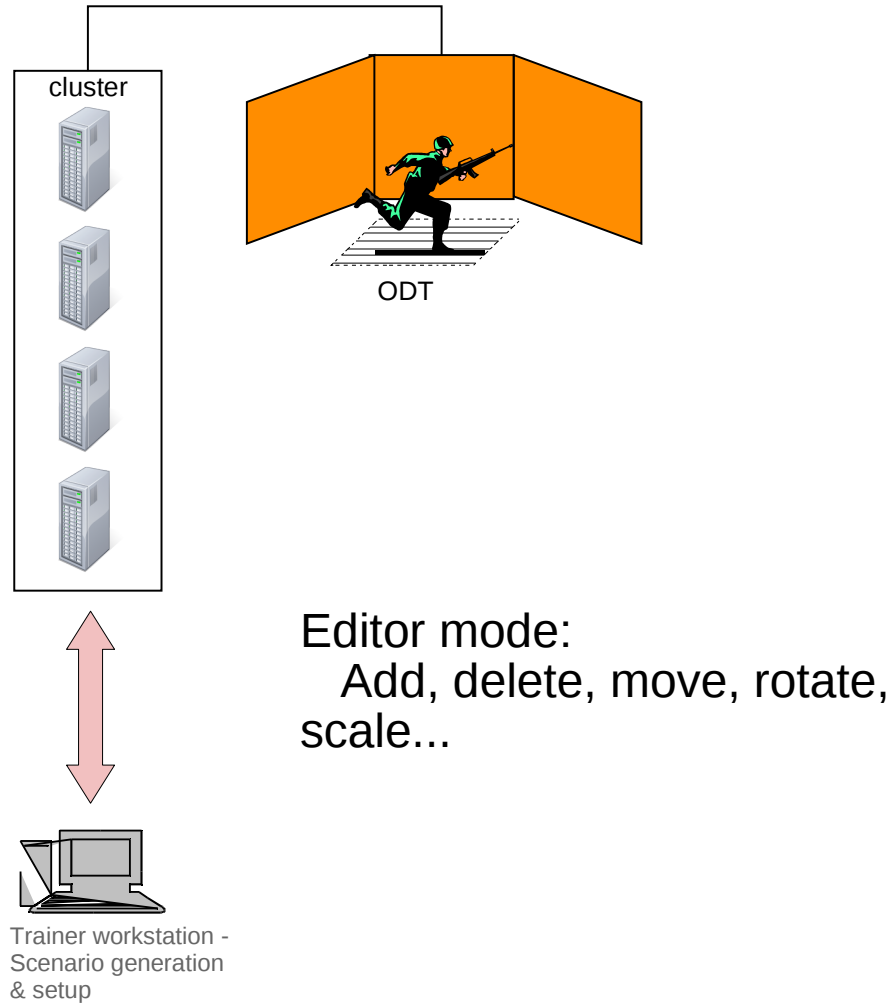 cluster
ODT
Editor mode:
Add, delete, move, rotate,
scale...
Trainer workstation -
Scenario generation
& setup